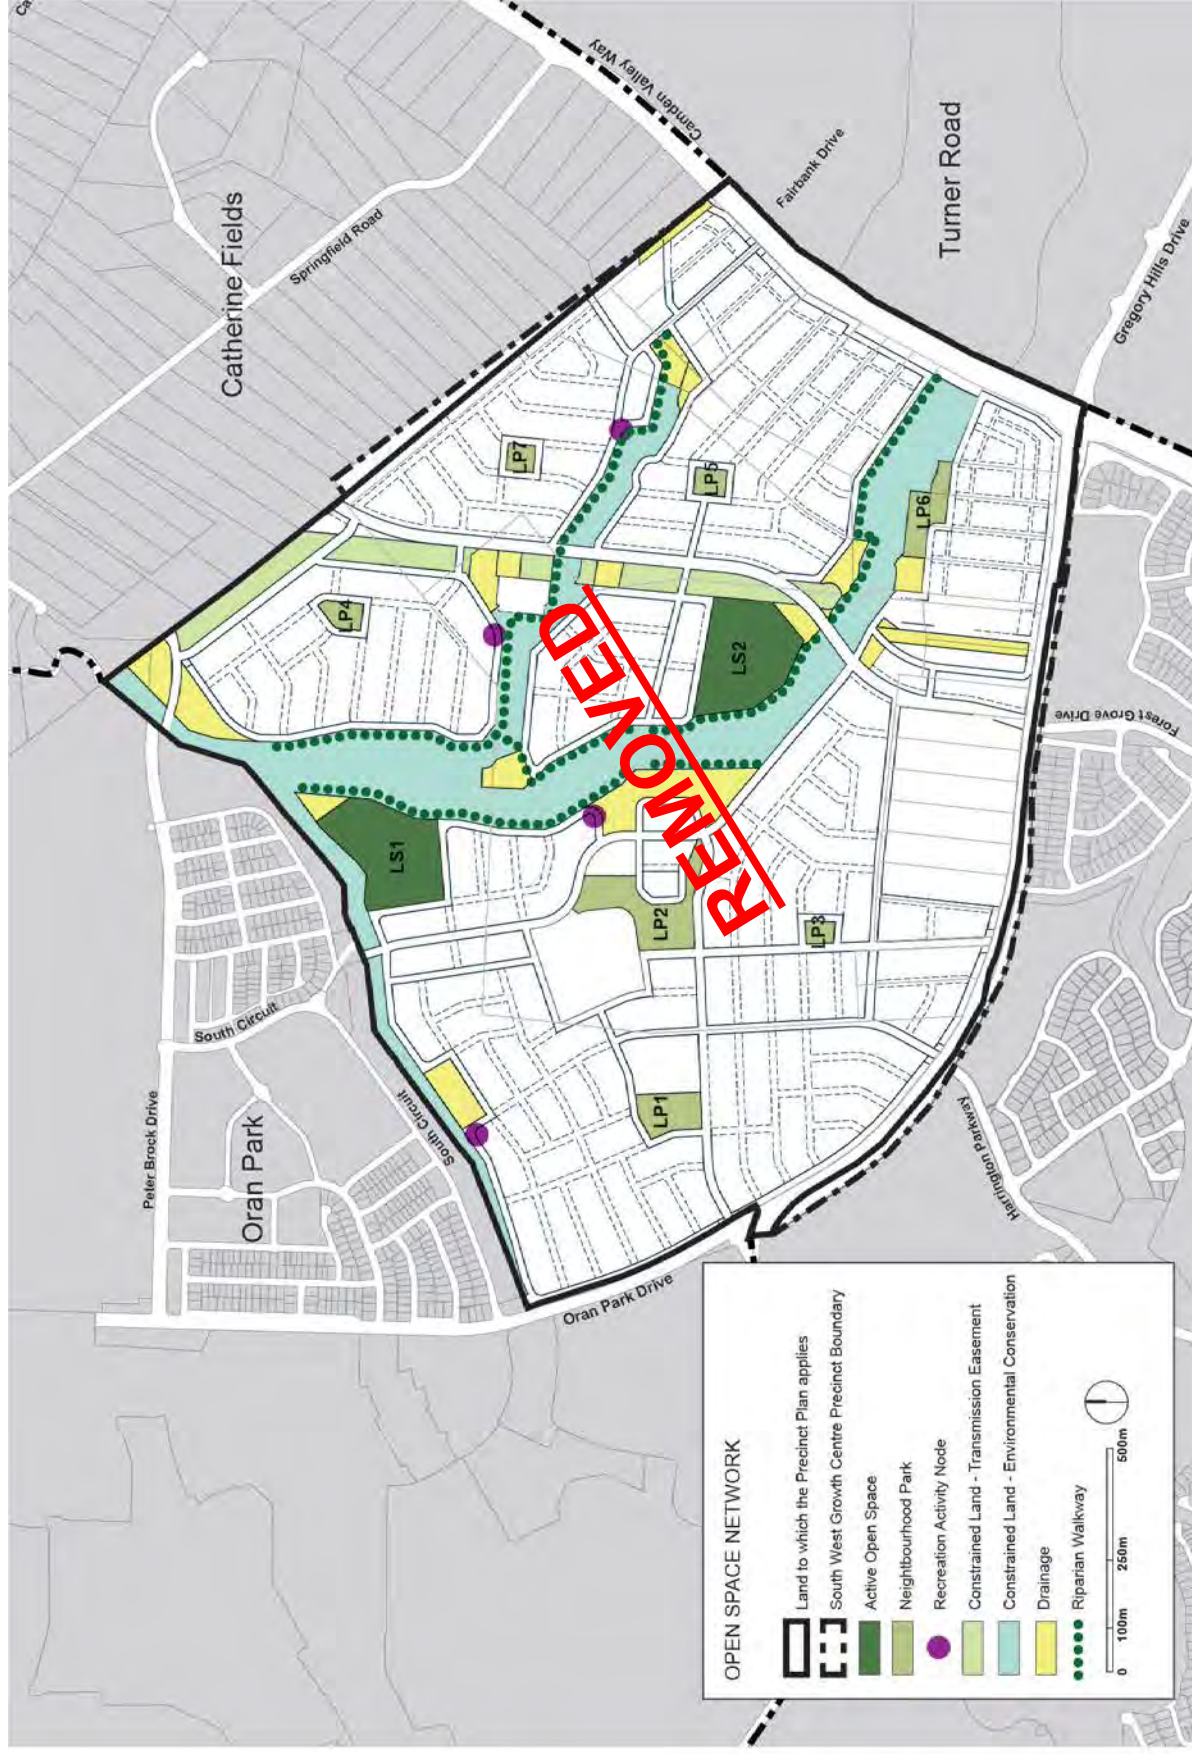 Ca
Camden Valley Way
Catherine Fields
Springfield Road
Fairbank Drive
Turner Road
Gregory Hills Drive
LP7
LP5
LP6
LP4
LS2
REMOVED
Forest Grove Drive
LS1
LP2
LP3
LP1
South Circuit
Peter Brock Drive
Oran Park
South Circuit
Harrington Parkway
Oran Park Drive
OPEN SPACE NETWORK
Land to which the Precinct Plan applies
South West Growth Centre Precinct Boundary
Active Open Space
Neighbourhood Park
Recreation Activity Node
Constrained Land - Transmission Easement
Constrained Land - Environmental Conservation
Drainage
Riparian Walkway
0 100m 250m 500m